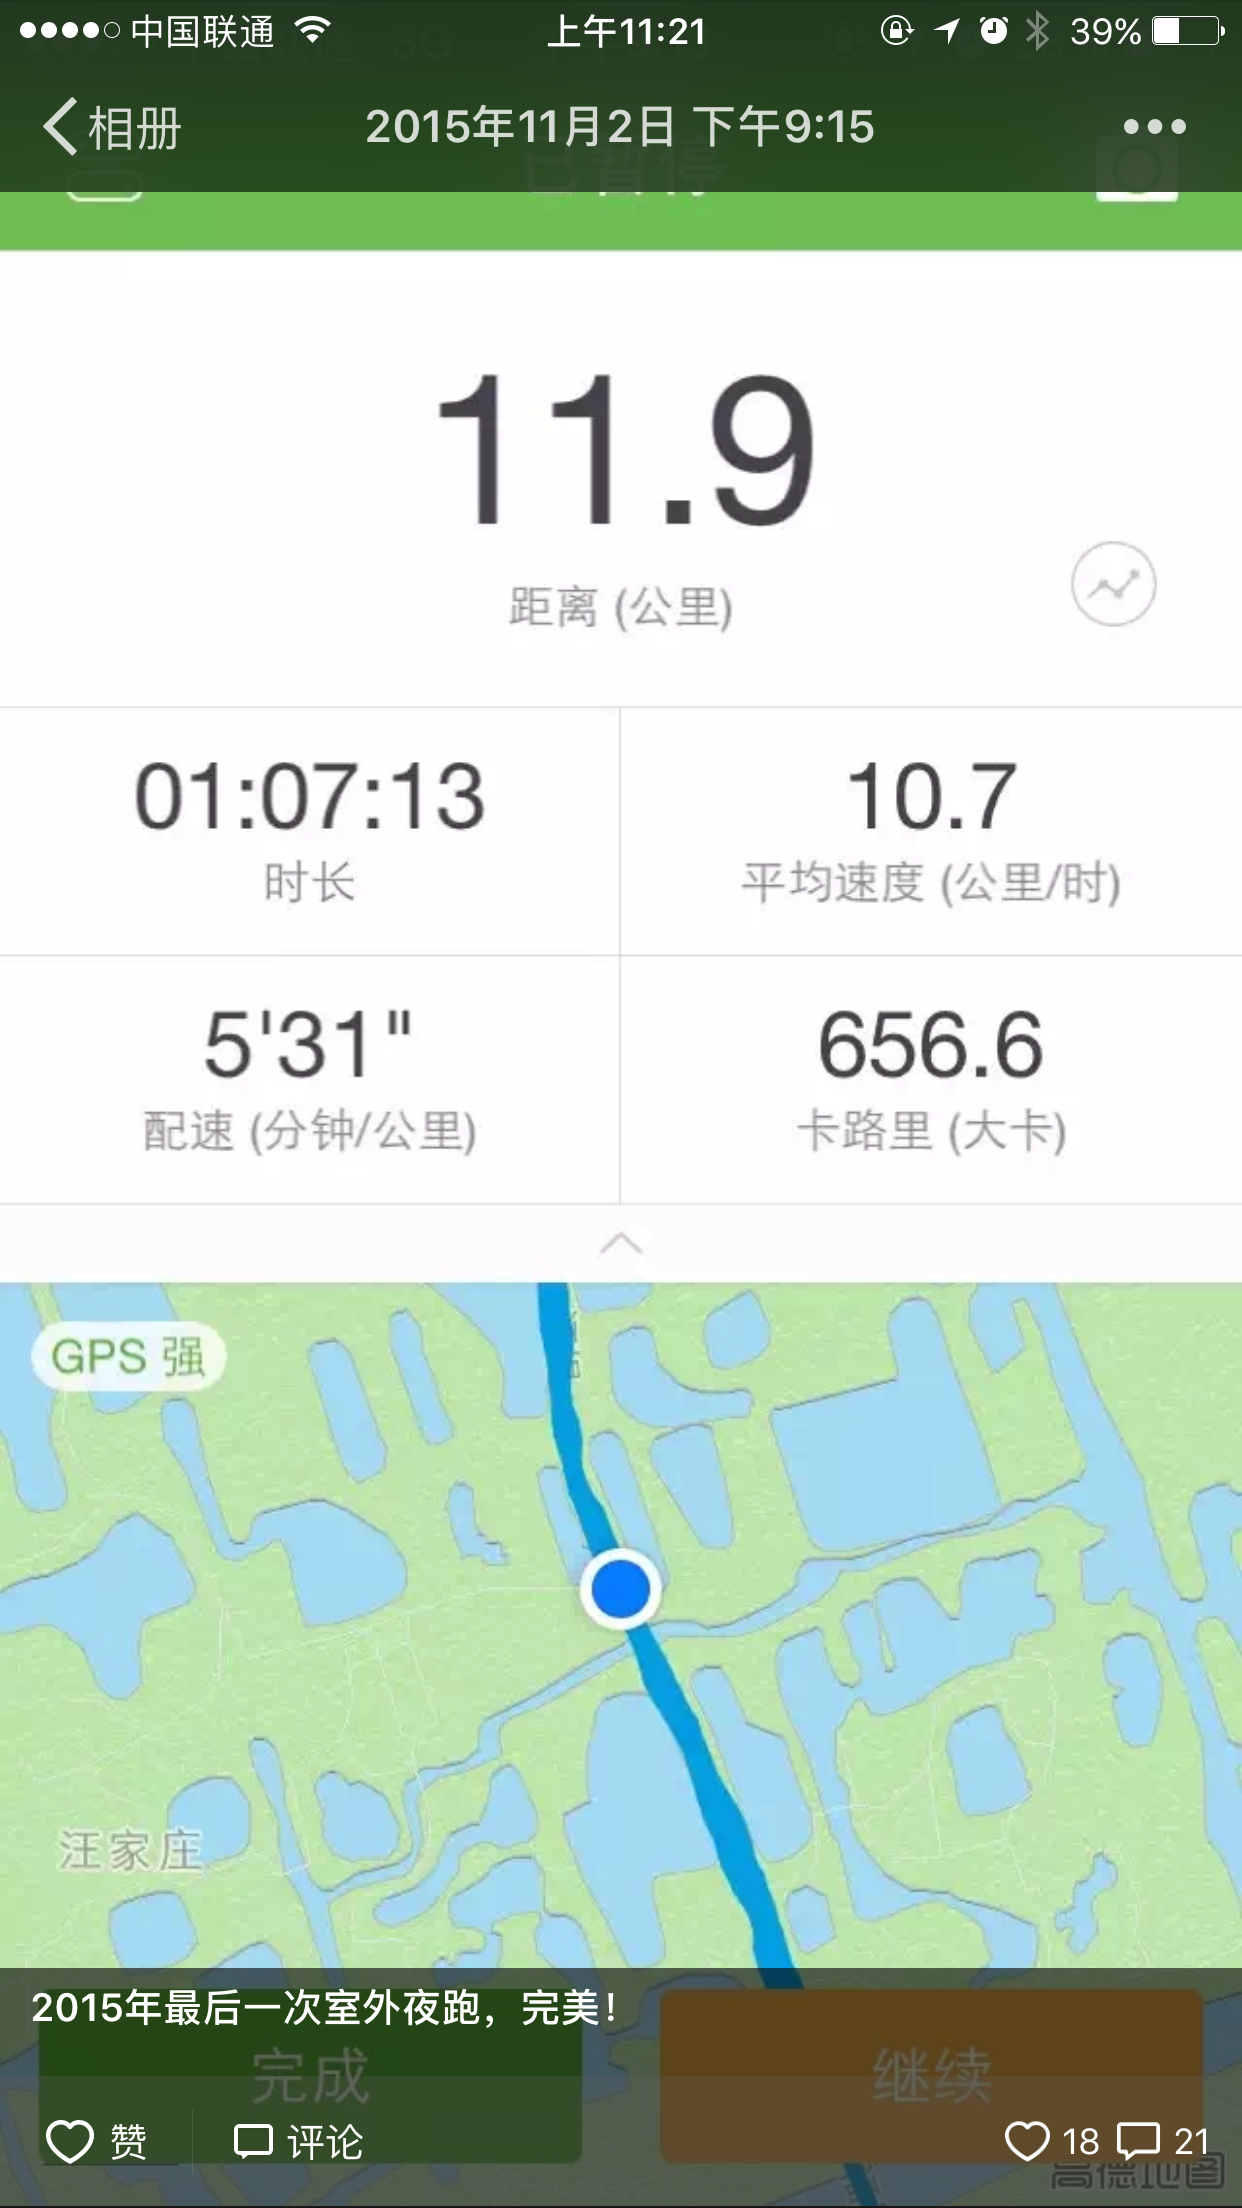 中国联通
上午11:21
39%
相册
2015年11月2日 下午9:15
已暂停
11.9
距离 (公里)
01:07:13
时长
10.7
平均速度 (公里/时)
5'31"
配速 (分钟/公里)
656.6
卡路里 (大卡)
GPS 强
汪家庄
2015年最后一次室外夜跑，完美！
完成
继续
赞
评论
18
21
高德地图